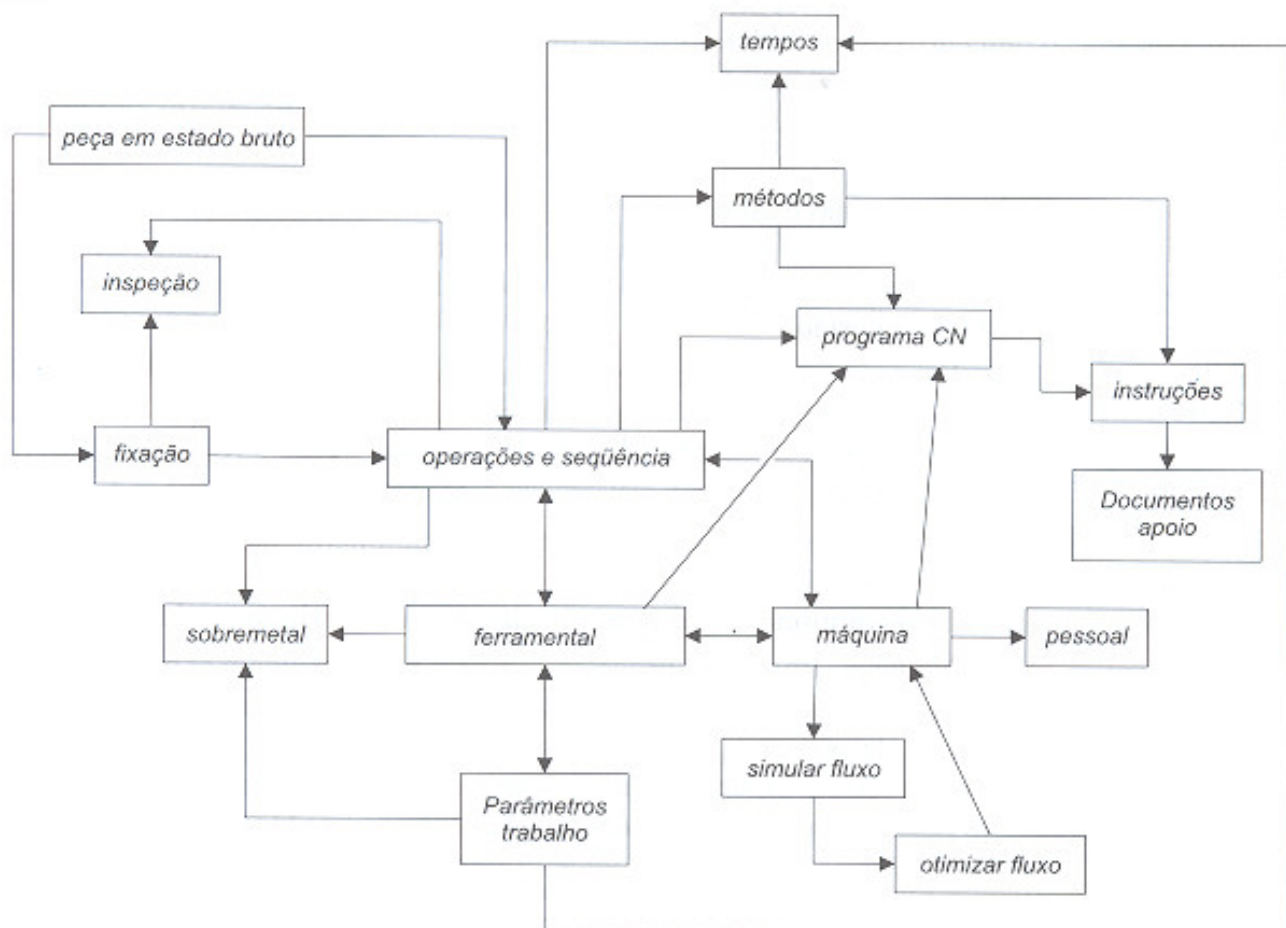 tempos
peça em estado bruto
métodos
inspeção
programa CN
instruções
fixação
operações e seqüência
Documentos
apoio
sobremetal
ferramental
máquina
pessoal
simular fluxo
Parâmetros
trabalho
otimizar fluxo